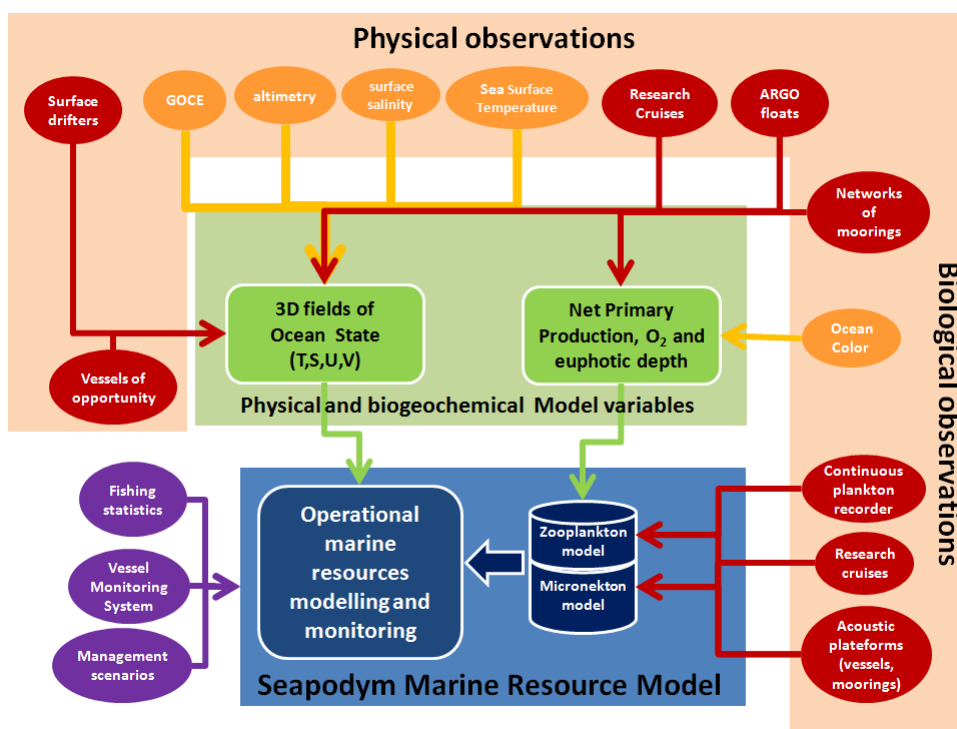 Physical observations
Surface
drifters
GOCE
altimetry
surface
salinity
Sea Surface
Temperature
Research
Cruises
ARGO
floats
Networks
of
moorings
3D fields of
Ocean State
(T,S,U,V)
Net Primary
Production, O₂ and
euphotic depth
Ocean
Color
Vessels of
opportunity
Physical and biogeochemical Model variables
Biological observations
Fishing
statistics
Vessel
Monitoring
System
Management
scenarios
Operational
marine
resources
modelling and
monitoring
Zooplankton
model
Micronekton
model
Continuous
plankton
recorder
Research
cruises
Acoustic
plateforms
(vessels,
moorings)
Seapodym Marine Resource Model